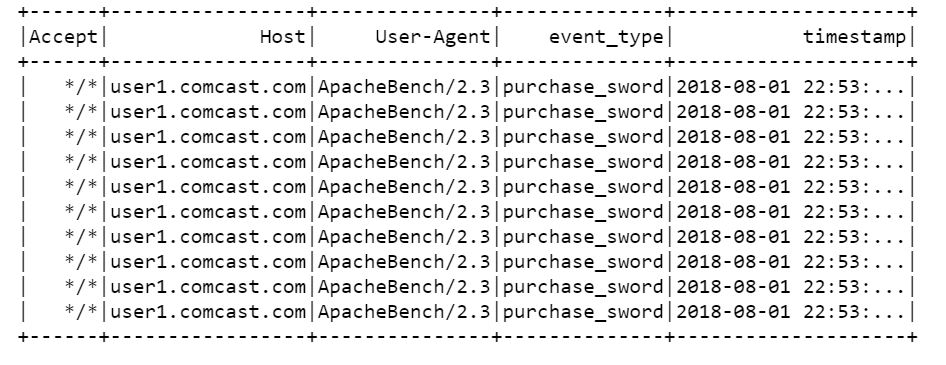 +------+-----------------+---------------+--------------+--------------------+
|Accept|             Host|     User-Agent|    event_type|           timestamp|
+------+-----------------+---------------+--------------+--------------------+
|   */*|user1.comcast.com|ApacheBench/2.3|purchase_sword|2018-08-01 22:53:...|
|   */*|user1.comcast.com|ApacheBench/2.3|purchase_sword|2018-08-01 22:53:...|
|   */*|user1.comcast.com|ApacheBench/2.3|purchase_sword|2018-08-01 22:53:...|
|   */*|user1.comcast.com|ApacheBench/2.3|purchase_sword|2018-08-01 22:53:...|
|   */*|user1.comcast.com|ApacheBench/2.3|purchase_sword|2018-08-01 22:53:...|
|   */*|user1.comcast.com|ApacheBench/2.3|purchase_sword|2018-08-01 22:53:...|
|   */*|user1.comcast.com|ApacheBench/2.3|purchase_sword|2018-08-01 22:53:...|
|   */*|user1.comcast.com|ApacheBench/2.3|purchase_sword|2018-08-01 22:53:...|
|   */*|user1.comcast.com|ApacheBench/2.3|purchase_sword|2018-08-01 22:53:...|
|   */*|user1.comcast.com|ApacheBench/2.3|purchase_sword|2018-08-01 22:53:...|
+------+-----------------+---------------+--------------+--------------------+